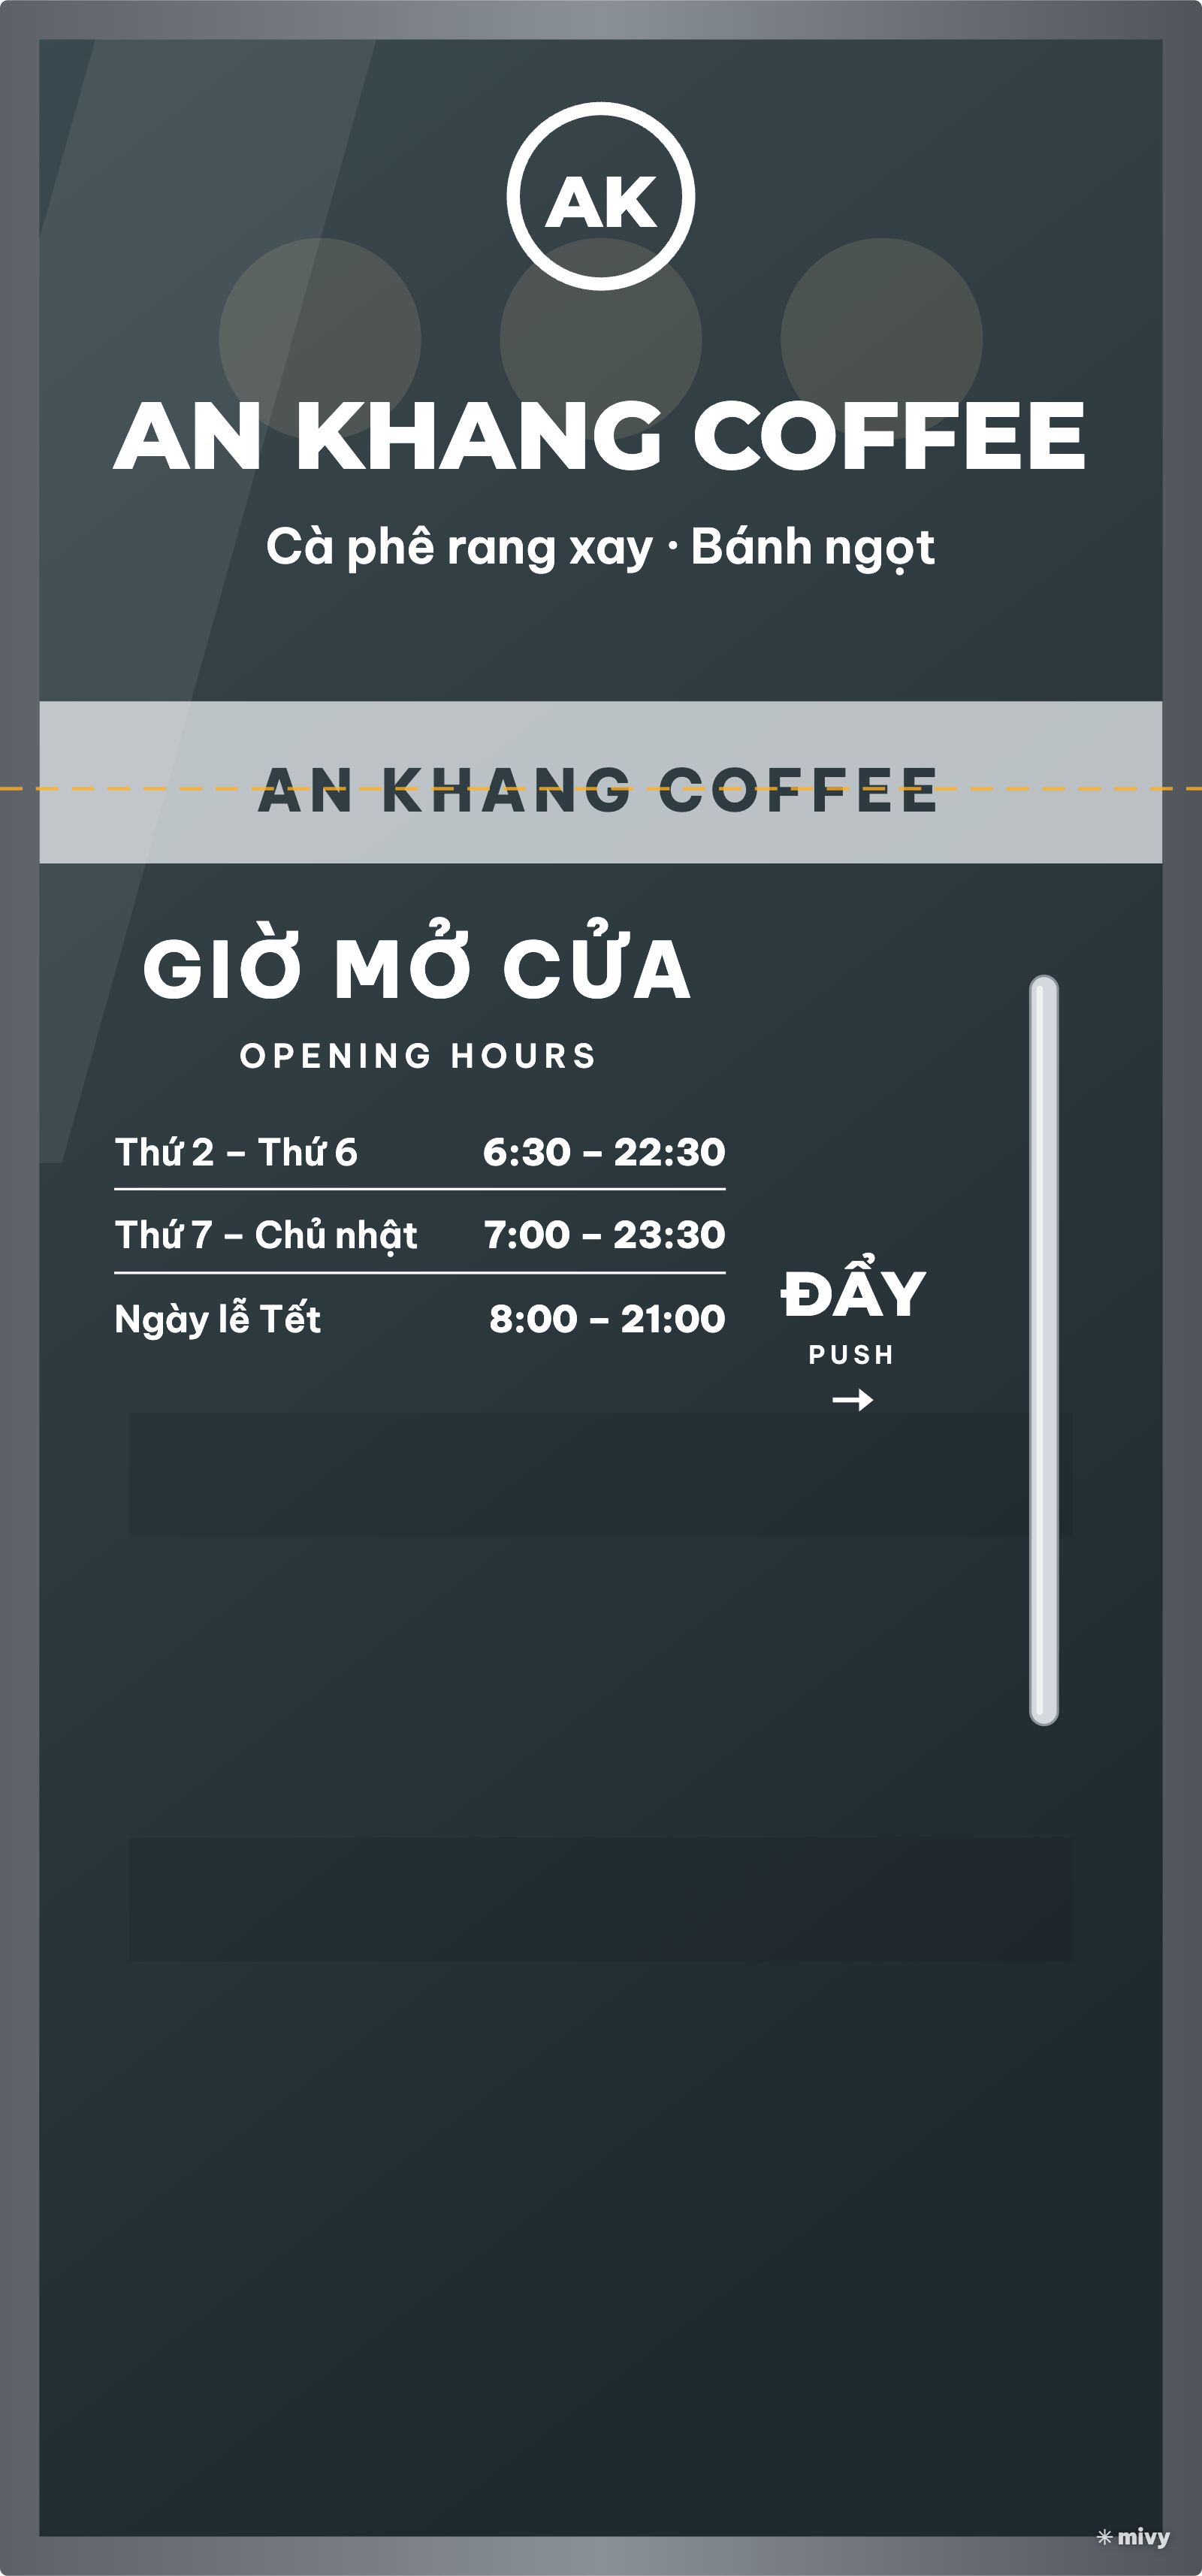 AK
AN KHANG COFFEE
Cà phê rang xay · Bánh ngọt
AN KHANG COFFEE
GIỜ MỞ CỬA
OPENING HOURS
Thứ 2 – Thứ 6 6:30 – 22:30
Thứ 7 – Chủ nhật 7:00 – 23:30
Ngày lễ Tết 8:00 – 21:00
ĐẨY
PUSH
→
mivy